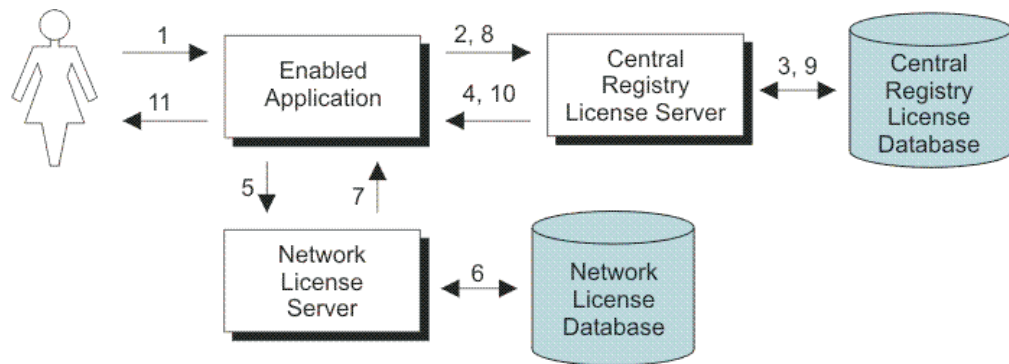 1
11
Enabled
Application
2, 8
4, 10
Central
Registry
License Server
3, 9
Central
Registry
License
Database
5
7
Network
License
Server
6
Network
License
Database